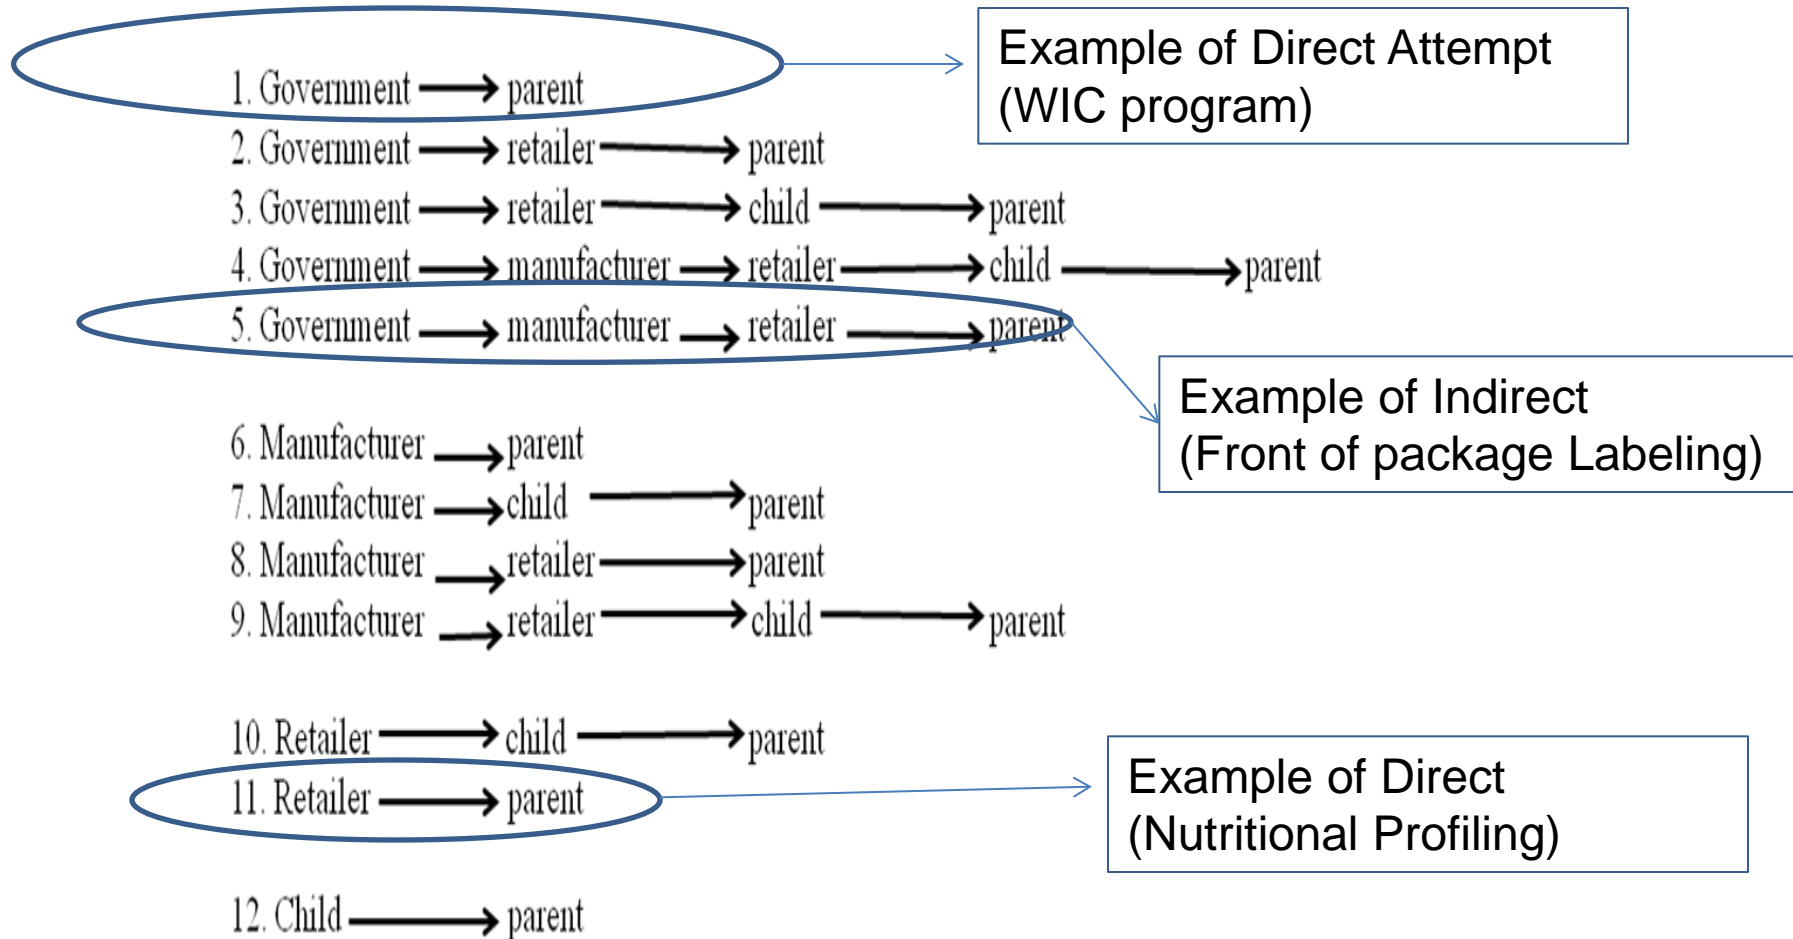 Example of Direct Attempt
(WIC program)
1. Government → parent
2. Government → retailer → parent
3. Government → retailer → child → parent
4. Government → manufacturer → retailer → child → parent
5. Government → manufacturer → retailer → parent
Example of Indirect
(Front of package Labeling)
6. Manufacturer → parent
7. Manufacturer → child → parent
8. Manufacturer → retailer → parent
9. Manufacturer → retailer → child → parent
10. Retailer → child → parent
11. Retailer → parent
Example of Direct
(Nutritional Profiling)
12. Child → parent